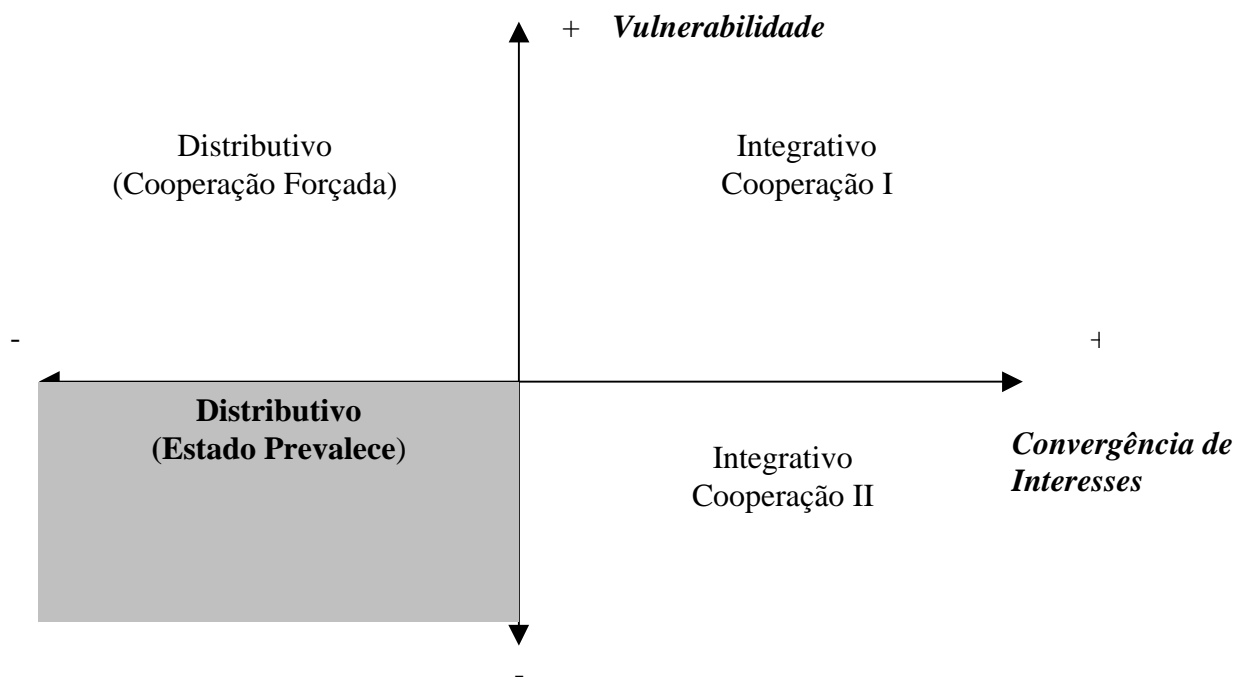 + Vulnerabilidade
Distributivo
(Cooperação Forçada)
Integrativo
Cooperação I
-
+
Distributivo
(Estado Prevalece)
Integrativo
Cooperação II
Convergência de
Interesses
-